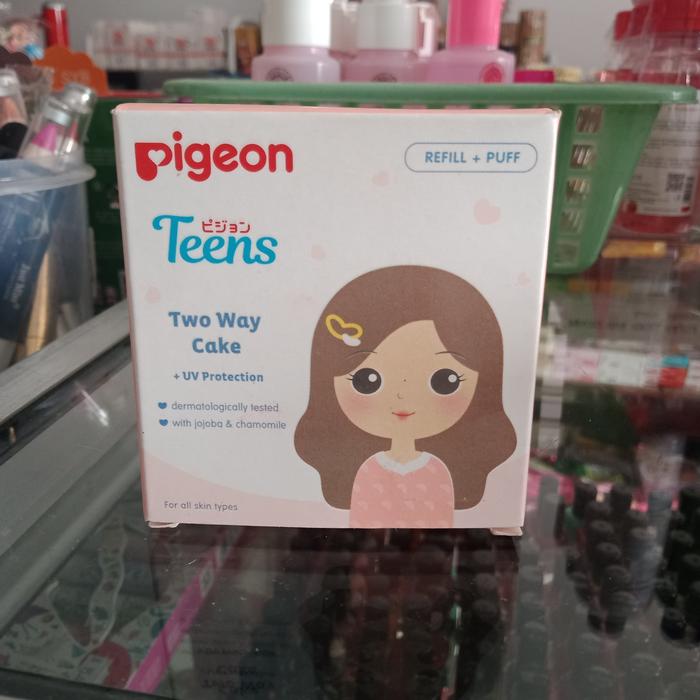 pigeon
REFILL + PUFF
ピジョン
Teens
Two Way
Cake
+ UV Protection
dermatologically tested
with jojoba & chamomile
For all skin types